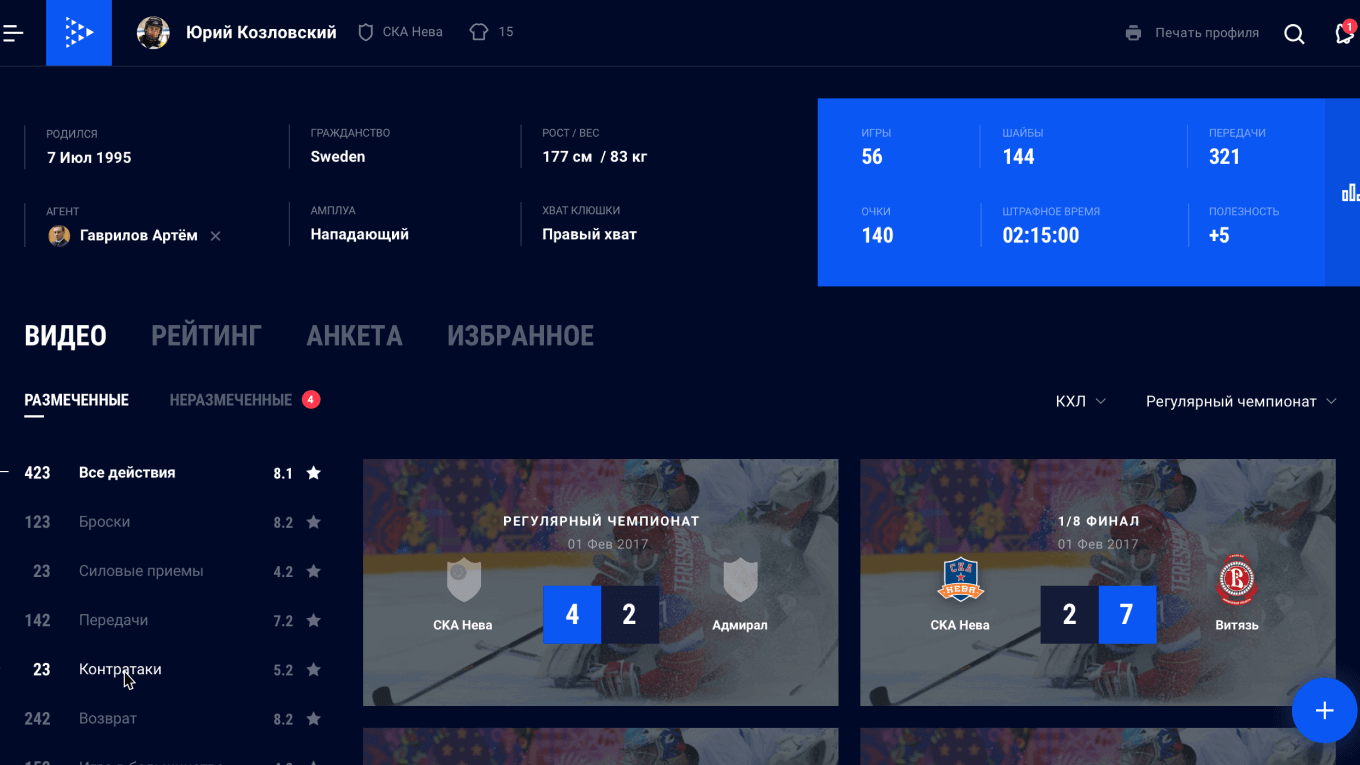 Юрий Козловский СКА Нева 15 Печать профиля 1
РОДИЛСЯ ГРАЖДАНСТВО РОСТ / ВЕС
7 Июл 1995 Sweden 177 см / 83 кг
АГЕНТ АМПЛУА ХВАТ КЛЮШКИ
Гаврилов Артём Нападающий Правый хват
ИГРЫ ШАЙБЫ ПЕРЕДАЧИ
56 144 321
ОЧКИ ШТРАФНОЕ ВРЕМЯ ПОЛЕЗНОСТЬ
140 02:15:00 +5
ВИДЕО РЕЙТИНГ АНКЕТА ИЗБРАННОЕ
РАЗМЕЧЕННЫЕ НЕРАЗМЕЧЕННЫЕ 4 КХЛ Регулярный чемпионат
423 Все действия 8.1
123 Броски 8.2
23 Силовые приемы 4.2
142 Передачи 7.2
23 Контратаки 5.2
242 Возврат 8.2
РЕГУЛЯРНЫЙ ЧЕМПИОНАТ
01 Фев 2017
СКА Нева 4 2 Адмирал
1/8 ФИНАЛ
01 Фев 2017
СКА
НЕВА
СКА Нева 2 7 Витязь